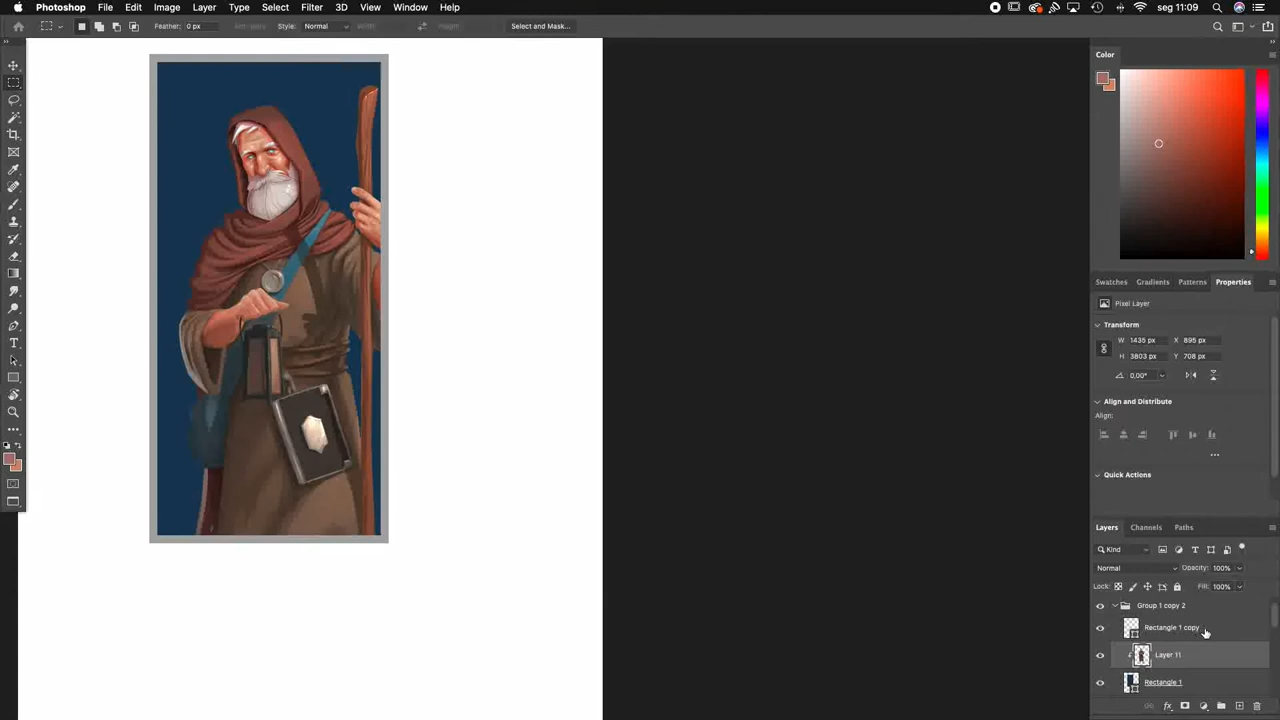 Photoshop File Edit Image Layer Type Select Filter 3D View Window Help seg 11:09
Feather: 0 px Style: Normal Width: Height: Select and Mask...
Color
Swatches Gradients Patterns Properties
Pixel Layer
Transform
W 1435 px X 895 px
H 3803 px Y 708 px
0,00°
Align and Distribute
Align:
Quick Actions
Layers Channels Paths
Kind
Normal Opacity: 100%
Lock: Fill: 100%
Group 1 copy 2
Rectangle 1 copy
Layer 11
Rectangle 1